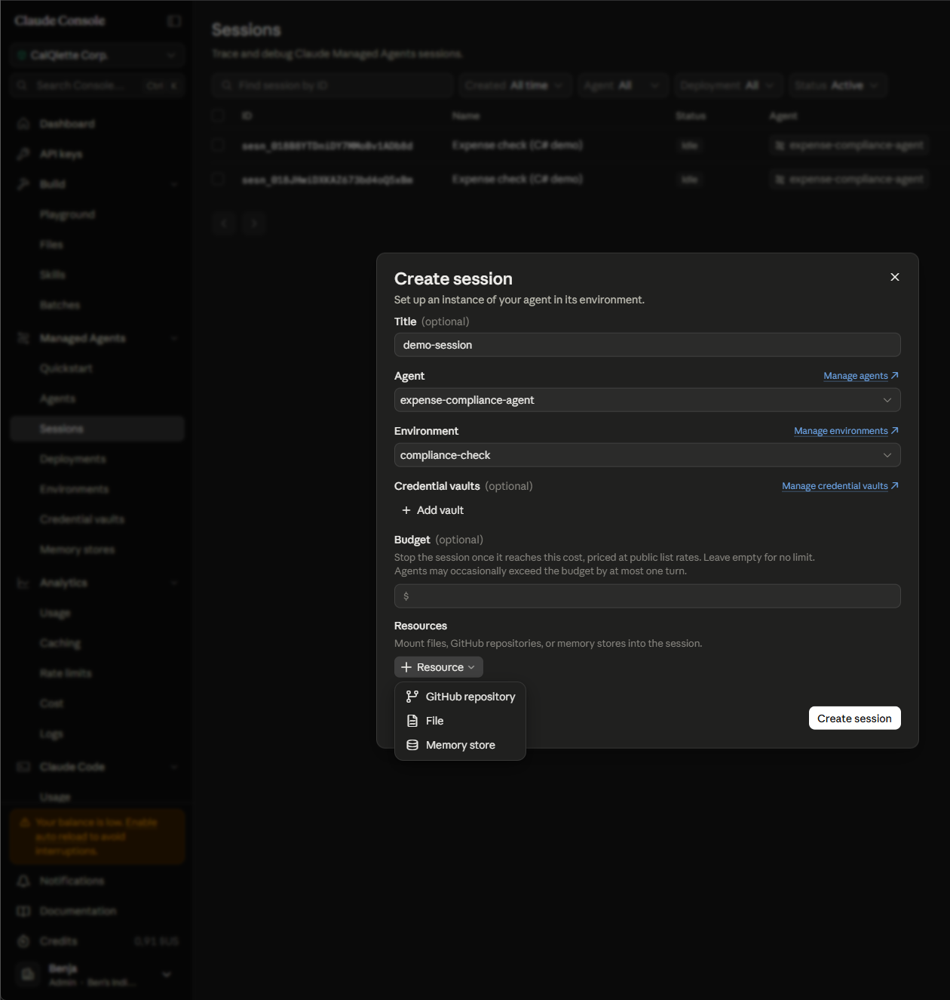 Claude Console
CalQlette Corp.
Search Console...
Ctrl K
Dashboard
API keys
Build
Playground
Files
Skills
Batches
Managed Agents
Quickstart
Agents
Sessions
Deployments
Environments
Credential vaults
Memory stores
Analytics
Usage
Caching
Rate limits
Cost
Logs
Claude Code
Usage
Your balance is low. Enable
auto reload to avoid
interruptions.
Notifications
Documentation
Credits
0,91 $US
Benja
Admin
Sessions
Trace and debug Claude Managed Agents sessions.
Find session by ID
Created All time
Agent All
Deployment All
Status Active
ID Name Status Agent
Expense check (C# demo) Idle expense-compliance-agent
Expense check (C# demo) Idle expense-compliance-agent
Create session
Set up an instance of your agent in its environment.
Title (optional)
demo-session
Agent
Manage agents
expense-compliance-agent
Environment
Manage environments
compliance-check
Credential vaults (optional)
Manage credential vaults
+ Add vault
Budget (optional)
Stop the session once it reaches this cost, priced at public list rates. Leave empty for no limit.
Agents may occasionally exceed the budget by at most one turn.
$
Resources
Mount files, GitHub repositories, or memory stores into the session.
+ Resource
GitHub repository
File
Memory store
Create session